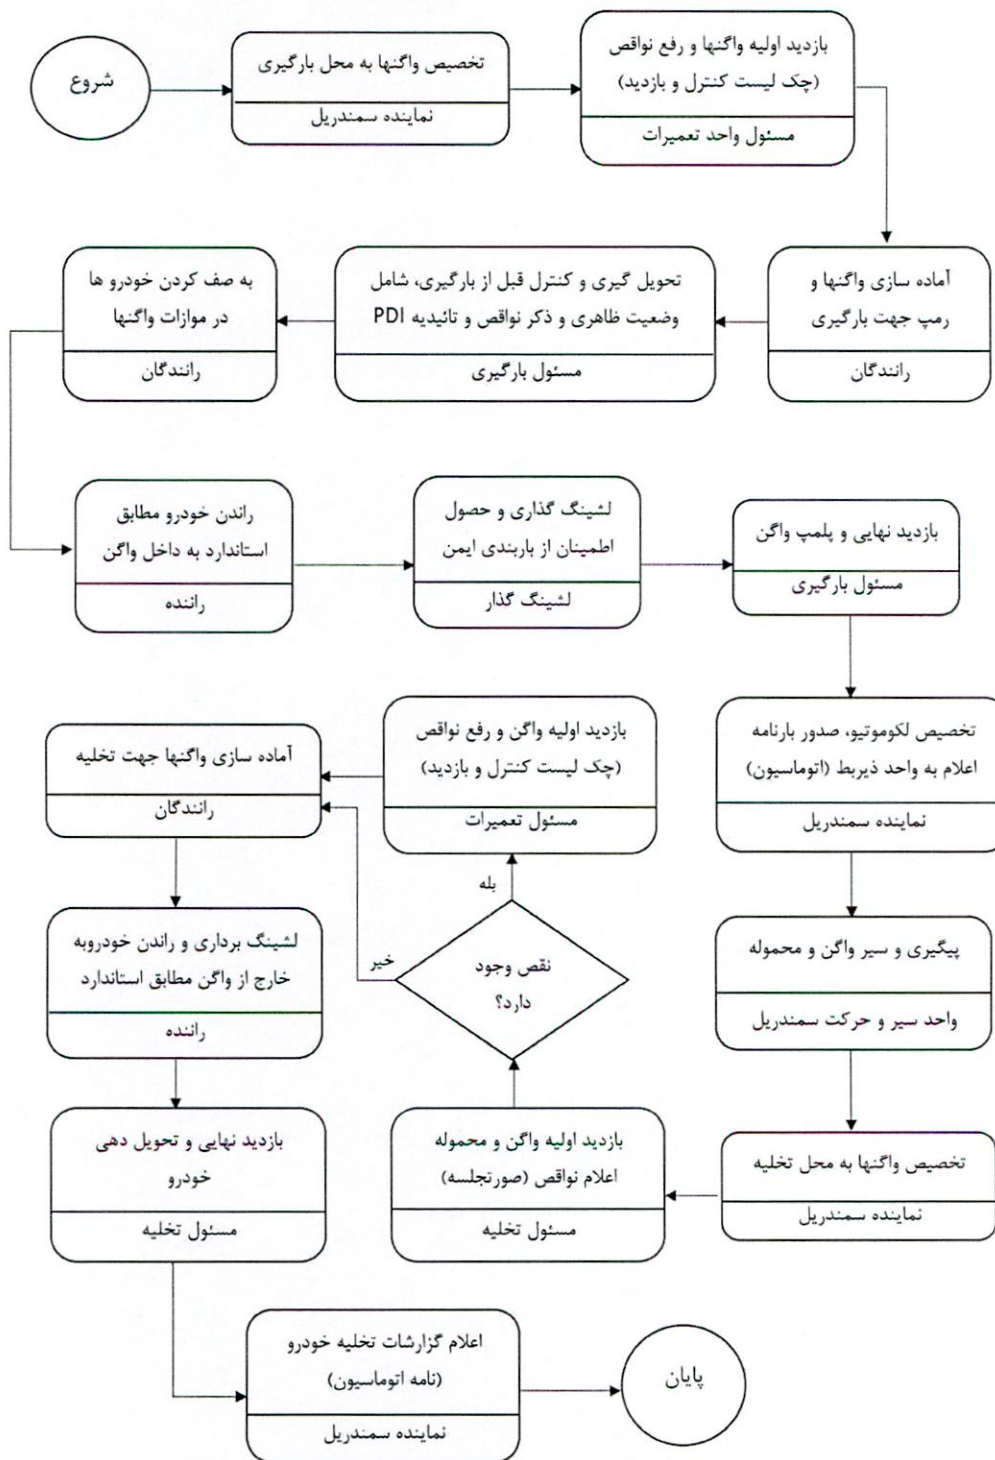 شروع
تخصیص واگنها به محل بارگیری
نماینده سمندریل
بازدید اولیه واگنها و رفع نواقص
(چک لیست کنترل و بازدید)
مسئول واحد تعمیرات
آماده سازی واگنها و
رمپ جهت بارگیری
رانندگان
تحویل گیری و کنترل قبل از بارگیری، شامل
وضعیت ظاهری و ذکر نواقص و تائیدیه PDI
مسئول بارگیری
به صف کردن خودرو ها
در موازات واگنها
رانندگان
راندن خودرو مطابق
استاندارد به داخل واگن
راننده
لشینگ گذاری و حصول
اطمینان از باربندی ایمن
لشینگ گذار
بازدید نهایی و پلمپ واگن
مسئول بارگیری
تخصیص لکوموتیو، صدور بارنامه
اعلام به واحد ذیربط (اتوماسیون)
نماینده سمندریل
پیگیری و سیر واگن و محموله
واحد سیر و حرکت سمندریل
تخصیص واگنها به محل تخلیه
نماینده سمندریل
بازدید اولیه واگن و محموله
اعلام نواقص (صورتجلسه)
مسئول تخلیه
نقص وجود
دارد؟
بله
خیر
بازدید اولیه واگن و رفع نواقص
(چک لیست کنترل و بازدید)
مسئول تعمیرات
آماده سازی واگنها جهت تخلیه
رانندگان
لشینگ برداری و راندن خودروبه
خارج از واگن مطابق استاندارد
راننده
بازدید نهایی و تحویل دهی
خودرو
مسئول تخلیه
اعلام گزارشات تخلیه خودرو
(نامه اتوماسیون)
نماینده سمندریل
پایان